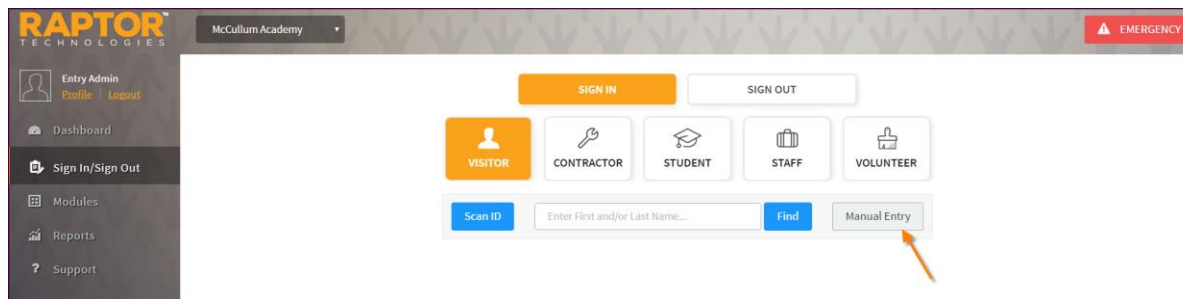 RAPTOR™
TECHNOLOGIES
McCullum Academy
EMERGENCY
Entry Admin
Profile | Logout
Dashboard
Sign In/Sign Out
Modules
Reports
? Support
SIGN IN
SIGN OUT
VISITOR
CONTRACTOR
STUDENT
STAFF
VOLUNTEER
Scan ID
Enter First and/or Last Name...
Find
Manual Entry